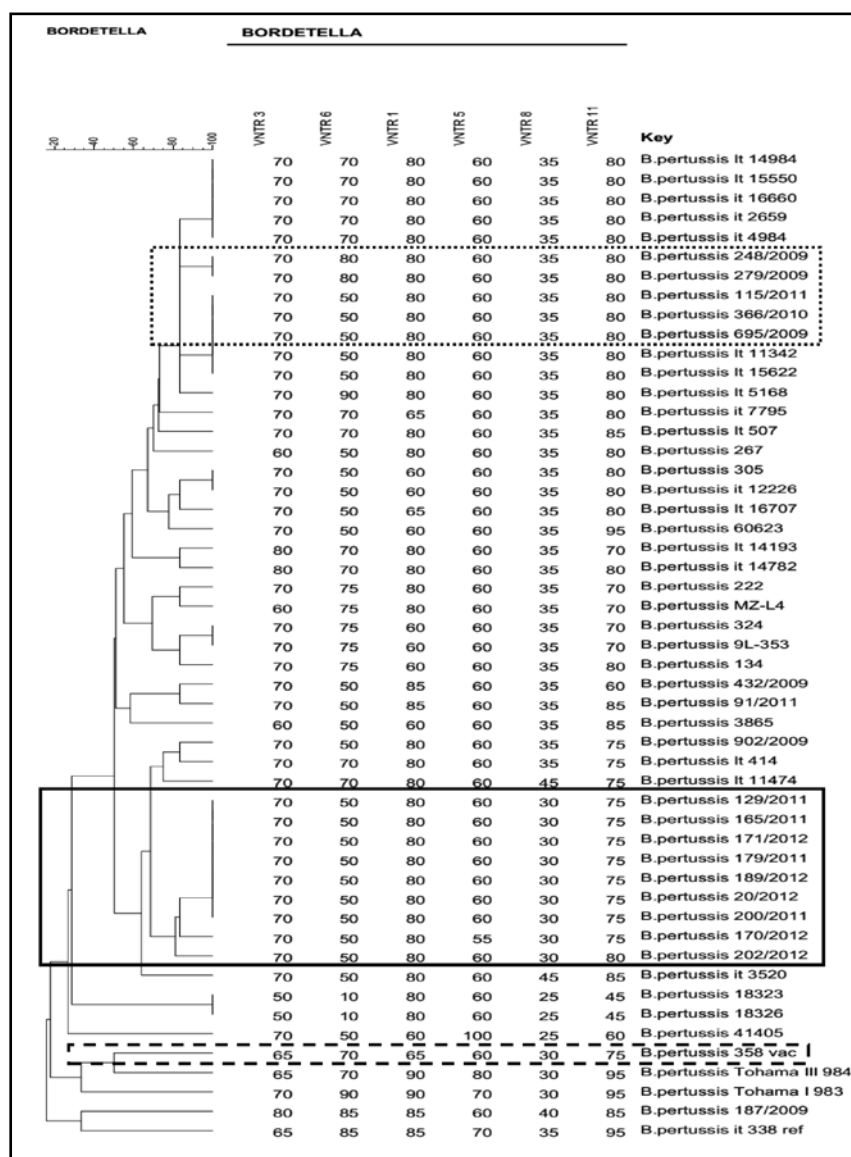 BORDETELLA BORDETELLA
-20 -40 -60 -80 -100 VNTR 3 VNTR 6 VNTR 1 VNTR 5 VNTR 8 VNTR 11 Key
70 70 80 60 35 80 B.pertussis It 14984
70 70 80 60 35 80 B.pertussis It 15550
70 70 80 60 35 80 B.pertussis it 16660
70 70 80 60 35 80 B.pertussis it 2659
70 70 80 60 35 80 B.pertussis it 4984
70 80 80 60 35 80 B.pertussis 248/2009
70 80 80 60 35 80 B.pertussis 279/2009
70 50 80 60 35 80 B.pertussis 115/2011
70 50 80 60 35 80 B.pertussis 366/2010
70 50 80 60 35 80 B.pertussis 695/2009
70 50 80 60 35 80 B.pertussis It 11342
70 50 80 60 35 80 B.pertussis It 15622
70 90 80 60 35 80 B.pertussis It 5168
70 70 65 60 35 80 B.pertussis it 7795
70 70 80 60 35 85 B.pertussis It 507
60 50 80 60 35 80 B.pertussis 267
70 50 60 60 35 80 B.pertussis 305
70 50 60 60 35 80 B.pertussis it 12226
70 50 65 60 35 80 B.pertussis It 16707
70 50 60 60 35 95 B.pertussis 60623
80 70 80 60 35 70 B.pertussis It 14193
80 70 80 60 35 80 B.pertussis it 14782
70 75 80 60 35 70 B.pertussis 222
60 75 80 60 35 70 B.pertussis MZ-L4
70 75 60 60 35 70 B.pertussis 324
70 75 60 60 35 70 B.pertussis 9L-353
70 75 60 60 35 80 B.pertussis 134
70 50 85 60 35 60 B.pertussis 432/2009
70 50 85 60 35 85 B.pertussis 91/2011
60 50 60 60 35 85 B.pertussis 3865
70 50 80 60 35 75 B.pertussis 902/2009
70 70 80 60 35 75 B.pertussis It 414
70 70 80 60 45 75 B.pertussis It 11474
70 50 80 60 30 75 B.pertussis 129/2011
70 50 80 60 30 75 B.pertussis 165/2011
70 50 80 60 30 75 B.pertussis 171/2012
70 50 80 60 30 75 B.pertussis 179/2011
70 50 80 60 30 75 B.pertussis 189/2012
70 50 80 60 30 75 B.pertussis 20/2012
70 50 80 60 30 75 B.pertussis 200/2011
70 50 80 55 30 75 B.pertussis 170/2012
70 50 80 60 30 80 B.pertussis 202/2012
70 50 80 60 45 85 B.pertussis it 3520
50 10 80 60 25 45 B.pertussis 18323
50 10 80 60 25 45 B.pertussis 18326
70 50 60 100 25 60 B.pertussis 41405
65 70 65 60 30 75 B.pertussis 358 vac
65 70 90 80 30 95 B.pertussis Tohama III 984
70 90 90 70 30 95 B.pertussis Tohama I 983
80 85 85 60 40 85 B.pertussis 187/2009
65 85 85 70 35 95 B.pertussis it 338 ref